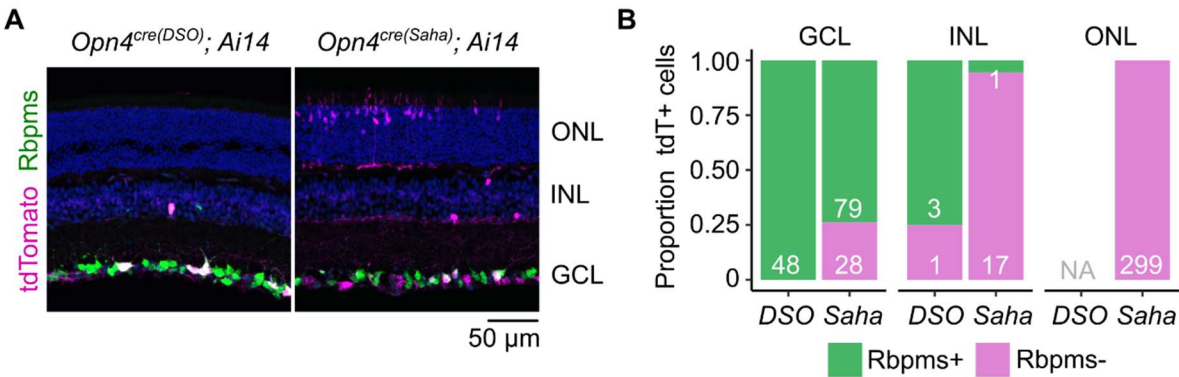 A
Opn4cre(DSO); Ai14
Opn4cre(Saha); Ai14
tdTomato Rbpms
ONL
INL
GCL
50 µm
B
GCL INL ONL
Proportion tdT+ cells
1.00
0.75
0.50
0.25
0
48
79
28
3
1
1
17
NA
299
DSO Saha DSO Saha DSO Saha
Rbpms+ Rbpms-